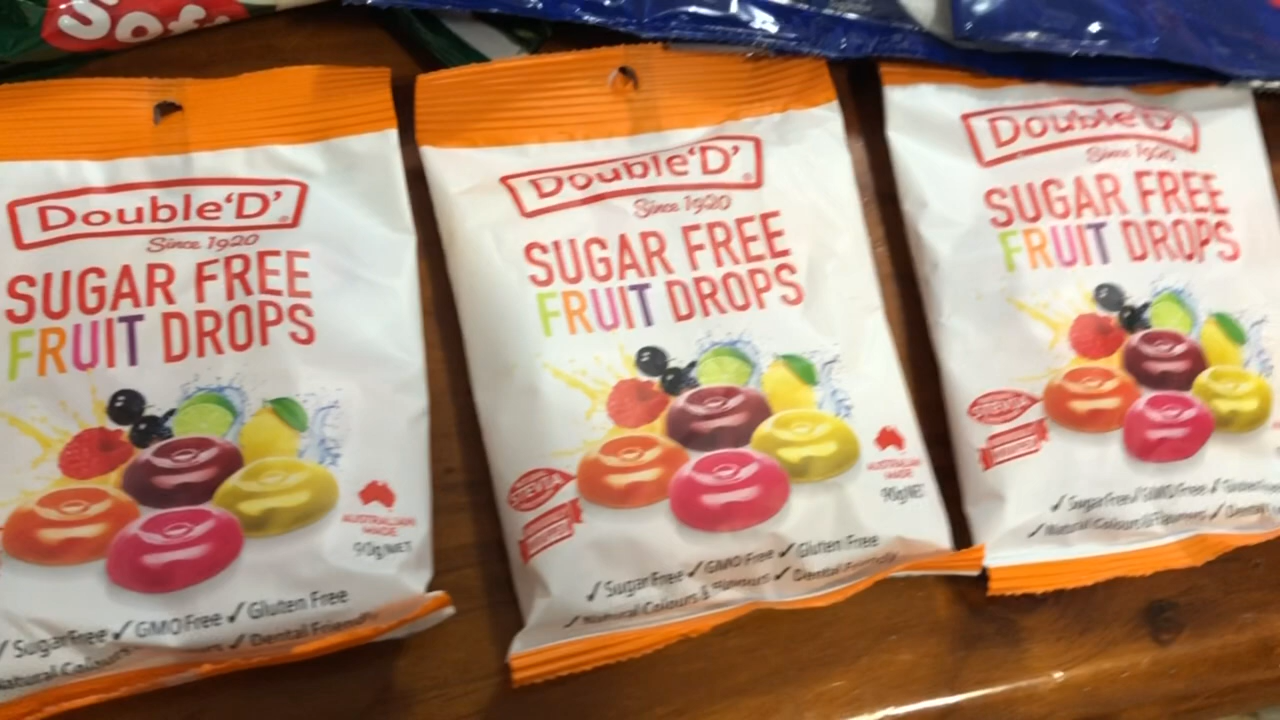 Soft
Double'D'
Since 1920
SUGAR FREE
FRUIT DROPS
AUSTRALIAN
MADE
90g NET
✓ Sugar Free ✓ GMO Free ✓ Gluten Free
Natural Colours ✓ Dental Friendly
Double'D'
Since 1920
SUGAR FREE
FRUIT DROPS
STEVIA
AUSTRALIAN
MADE
90g NET
✓ Sugar Free ✓ GMO Free ✓ Gluten Free
✓ Natural Colours & Flavours ✓ Dental Friendly
Double'D'
Since 1920
SUGAR FREE
FRUIT DROPS
STEVIA
✓ Sugar Free ✓ GMO Free ✓ Gluten
✓ Natural Colours & Flavours ✓ Dental